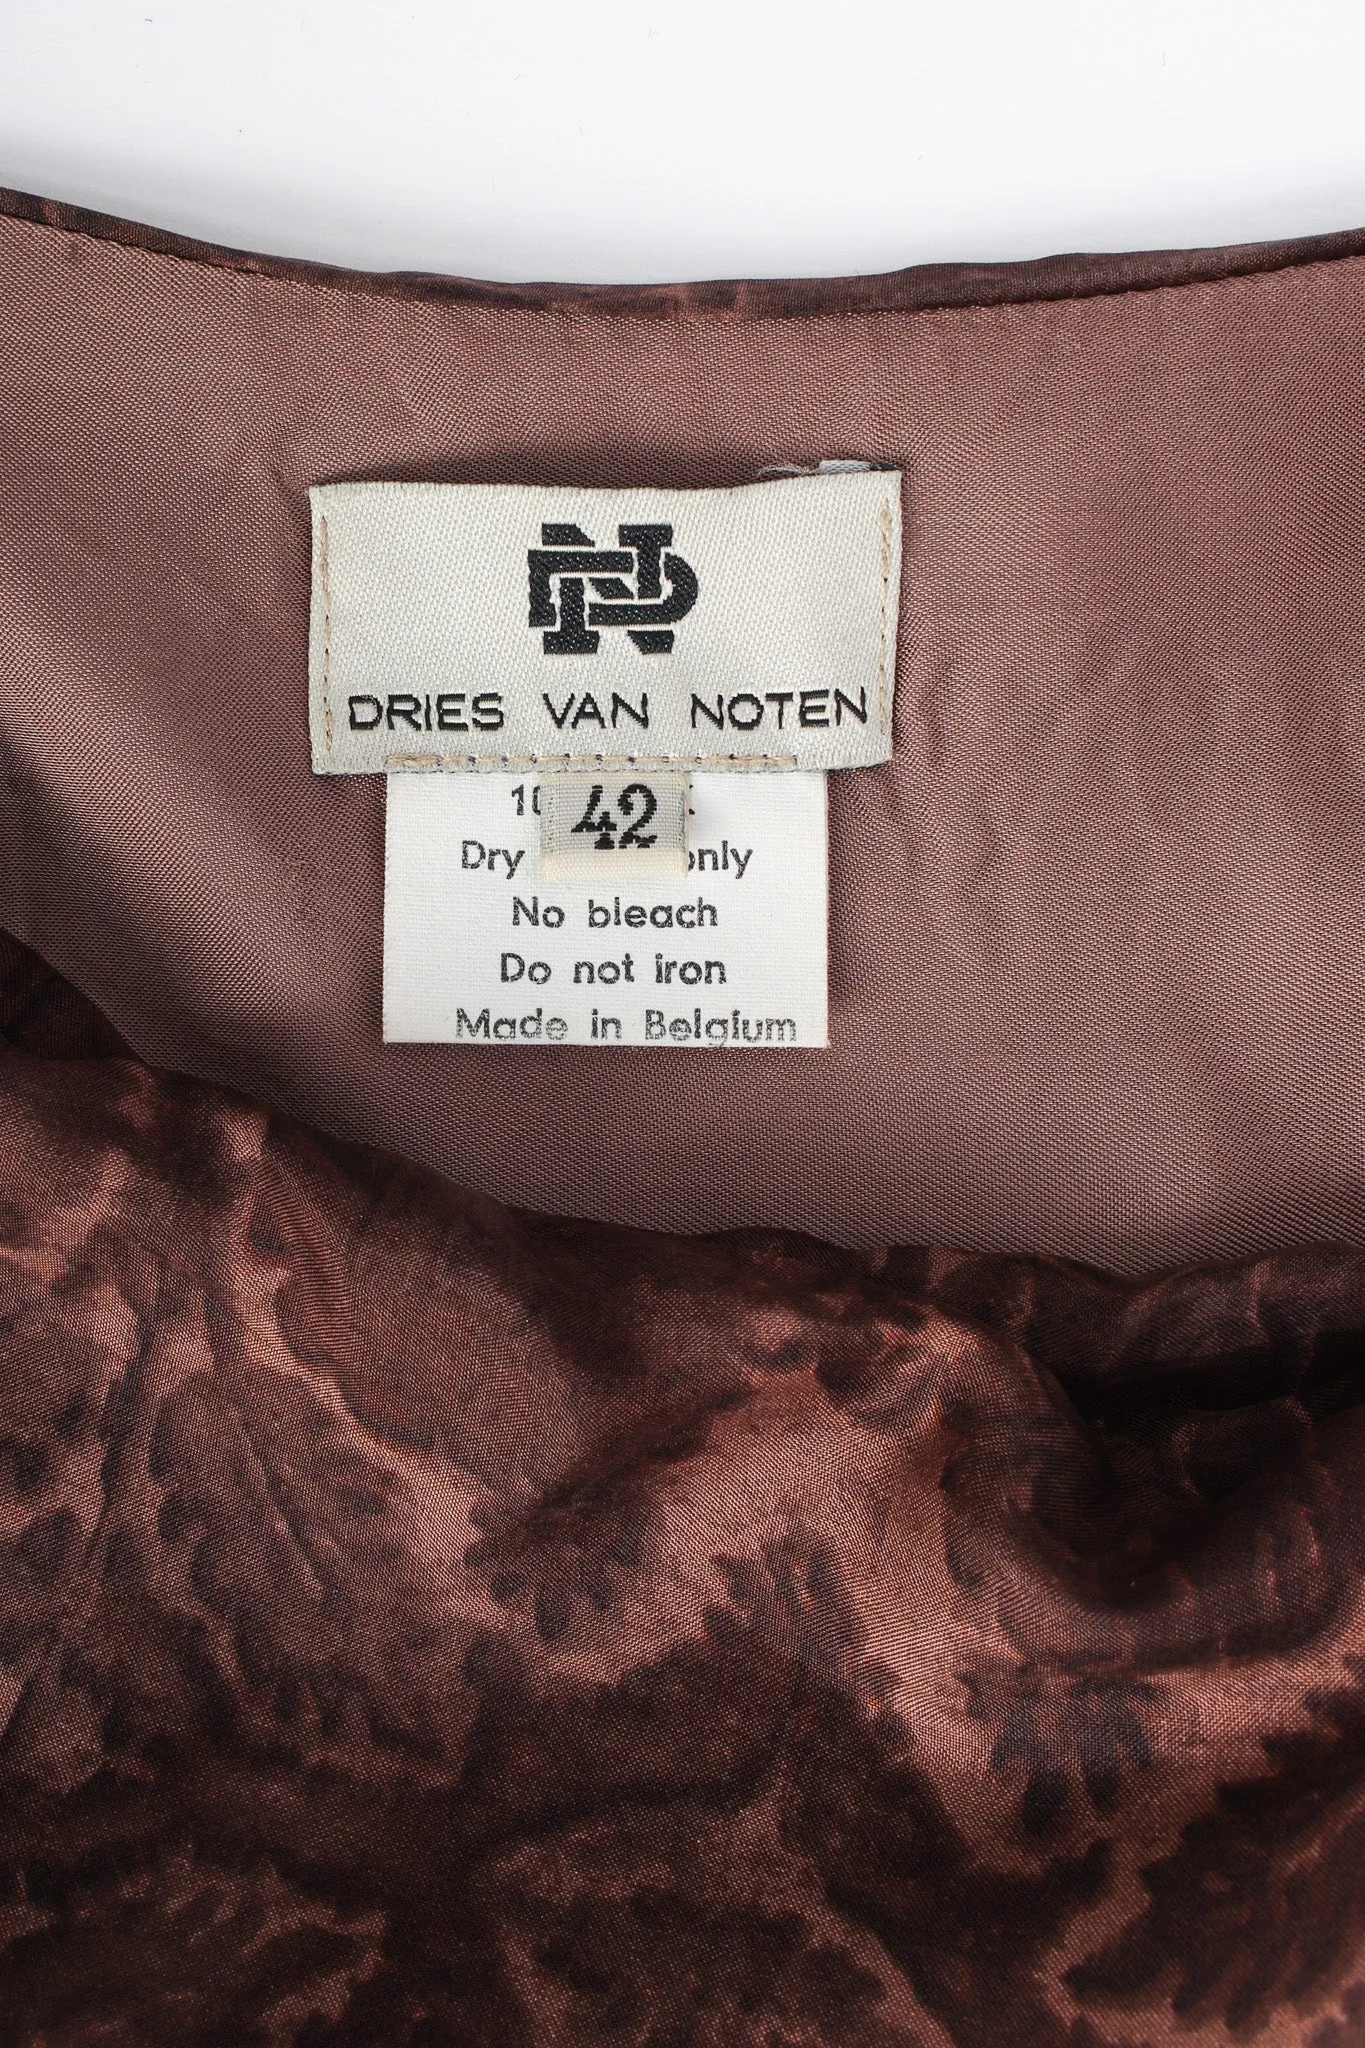 DRIES VAN NOTEN
42
Dry only
No bleach
Do not iron
Made in Belgium